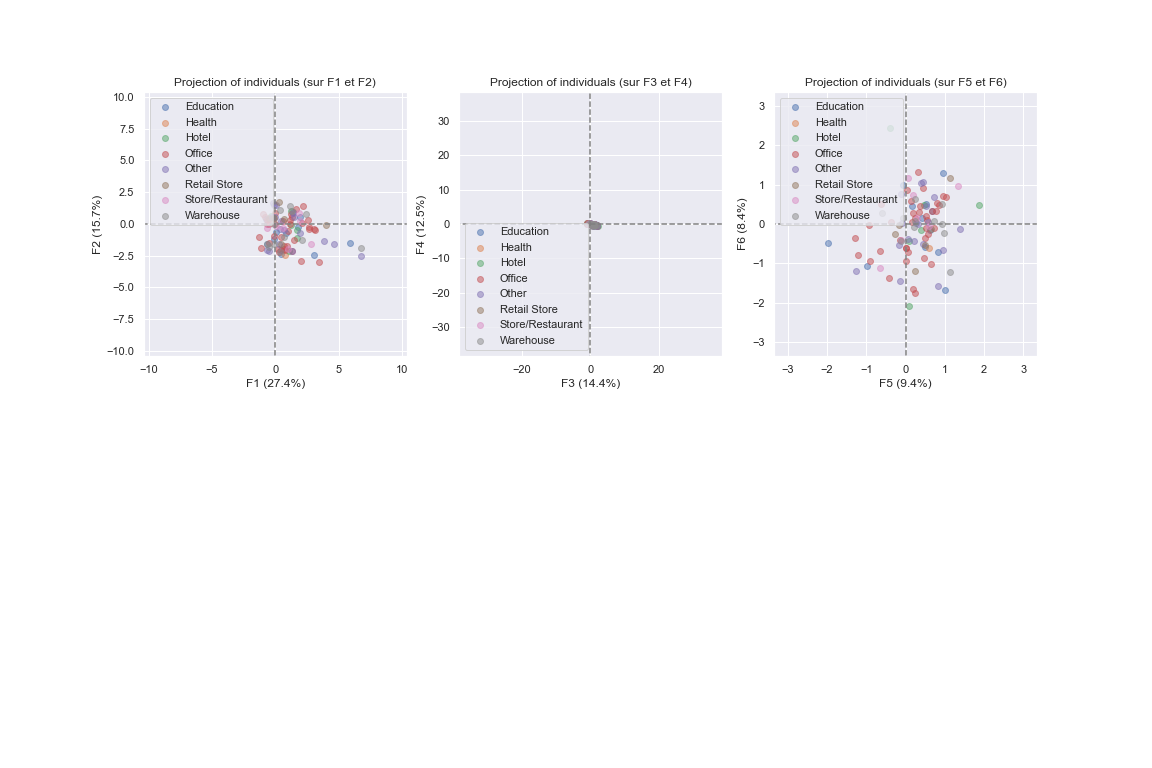 Projection of individuals (sur F1 et F2)
10.0
7.5
5.0
2.5
0.0
−2.5
−5.0
−7.5
−10.0
F2 (15.7%)
Education
Health
Hotel
Office
Other
Retail Store
Store/Restaurant
Warehouse
−10
−5
0
5
10
F1 (27.4%)
Projection of individuals (sur F3 et F4)
30
20
10
0
−10
−20
−30
F4 (12.5%)
Education
Health
Hotel
Office
Other
Retail Store
Store/Restaurant
Warehouse
−20
0
20
F3 (14.4%)
Projection of individuals (sur F5 et F6)
3
2
1
0
−1
−2
−3
F6 (8.4%)
Education
Health
Hotel
Office
Other
Retail Store
Store/Restaurant
Warehouse
−3
−2
−1
0
1
2
3
F5 (9.4%)